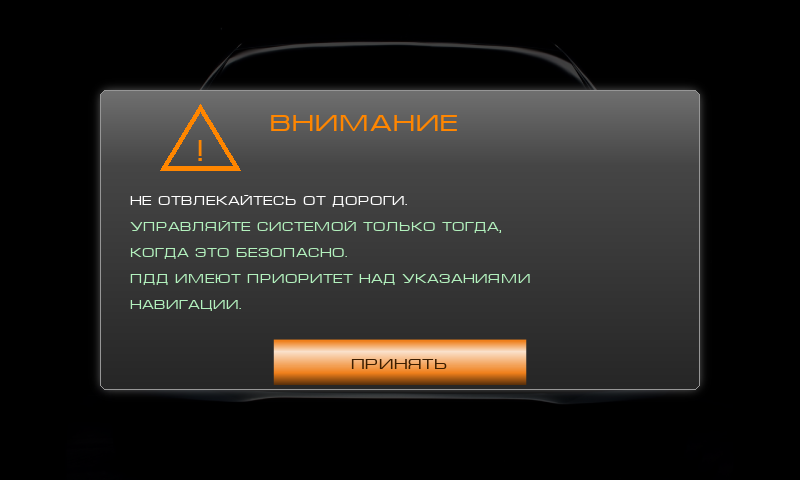 !
ВНИМАНИЕ
НЕ ОТВЛЕКАЙТЕСЬ ОТ ДОРОГИ.
УПРАВЛЯЙТЕ СИСТЕМОЙ ТОЛЬКО ТОГДА,
КОГДА ЭТО БЕЗОПАСНО.
ПДД ИМЕЮТ ПРИОРИТЕТ НАД УКАЗАНИЯМИ
НАВИГАЦИИ.
ПРИНЯТЬ